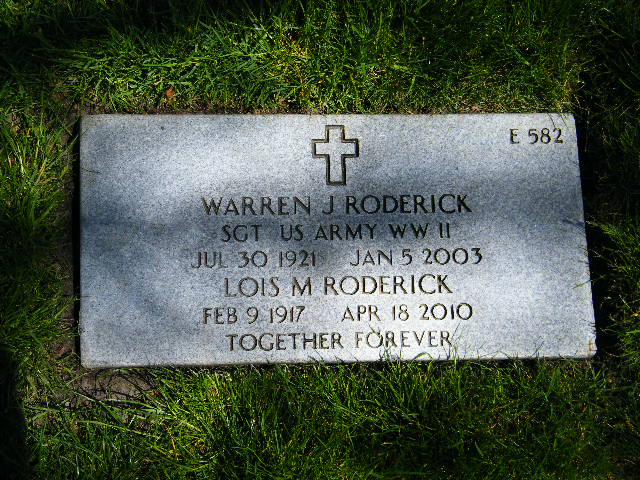 E 582
WARREN J RODERICK
SGT US ARMY WW II
JUL 30 1921 JAN 5 2003
LOIS M RODERICK
FEB 9 1917 APR 18 2010
TOGETHER FOREVER